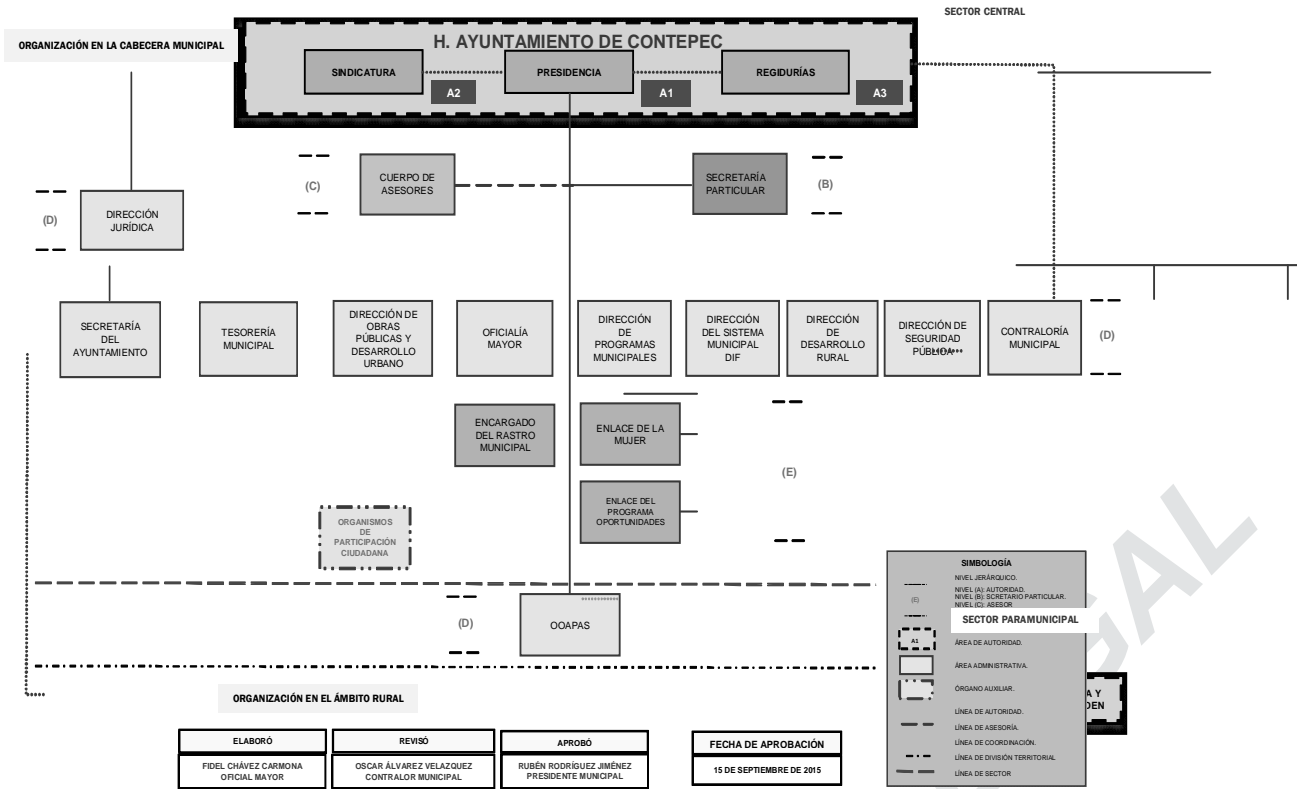 SECTOR CENTRAL
ORGANIZACIÓN EN LA CABECERA MUNICIPAL
H. AYUNTAMIENTO DE CONTEPEC
SINDICATURA
PRESIDENCIA
REGIDURÍAS
A2
A1
A3
(C)
CUERPO DE
ASESORES
SECRETARÍA
PARTICULAR
(B)
(D)
DIRECCIÓN
JURÍDICA
SECRETARÍA
DEL
AYUNTAMIENTO
TESORERÍA
MUNICIPAL
DIRECCIÓN DE
OBRAS
PÚBLICAS Y
DESARROLLO
URBANO
OFICIALÍA
MAYOR
DIRECCIÓN
DE
PROGRAMAS
MUNICIPALES
DIRECCIÓN
DEL SISTEMA
MUNICIPAL
DIF
DIRECCIÓN
DE
DESARROLLO
RURAL
DIRECCIÓN DE
SEGURIDAD
PÚBLICA
CONTRALORÍA
MUNICIPAL
(D)
ENCARGADO
DEL RASTRO
MUNICIPAL
ENLACE DE LA
MUJER
(E)
ENLACE DEL
PROGRAMA
OPORTUNIDADES
ORGANISMOS
DE
PARTICIPACIÓN
CIUDADANA
(D)
OOAPAS
SIMBOLOGÍA
NIVEL JERÁRQUICO.
(E)
NIVEL (A): AUTORIDAD.
NIVEL (B): SCRETARIO PARTICULAR.
NIVEL (C): ASESOR
SECTOR PARAMUNICIPAL
A1
ÁREA DE AUTORIDAD.
ÁREA ADMINISTRATIVA.
ÓRGANO AUXILIAR.
LÍNEA DE AUTORIDAD.
LÍNEA DE ASESORÍA.
LÍNEA DE COORDINACIÓN.
LÍNEA DE DIVISIÓN TERRITORIAL
LÍNEA DE SECTOR
ORGANIZACIÓN EN EL ÁMBITO RURAL
ELABORÓ
FIDEL CHÁVEZ CARMONA
OFICIAL MAYOR
REVISÓ
OSCAR ÁLVAREZ VELAZQUEZ
CONTRALOR MUNICIPAL
APROBÓ
RUBÉN RODRÍGUEZ JIMÉNEZ
PRESIDENTE MUNICIPAL
FECHA DE APROBACIÓN
15 DE SEPTIEMBRE DE 2015